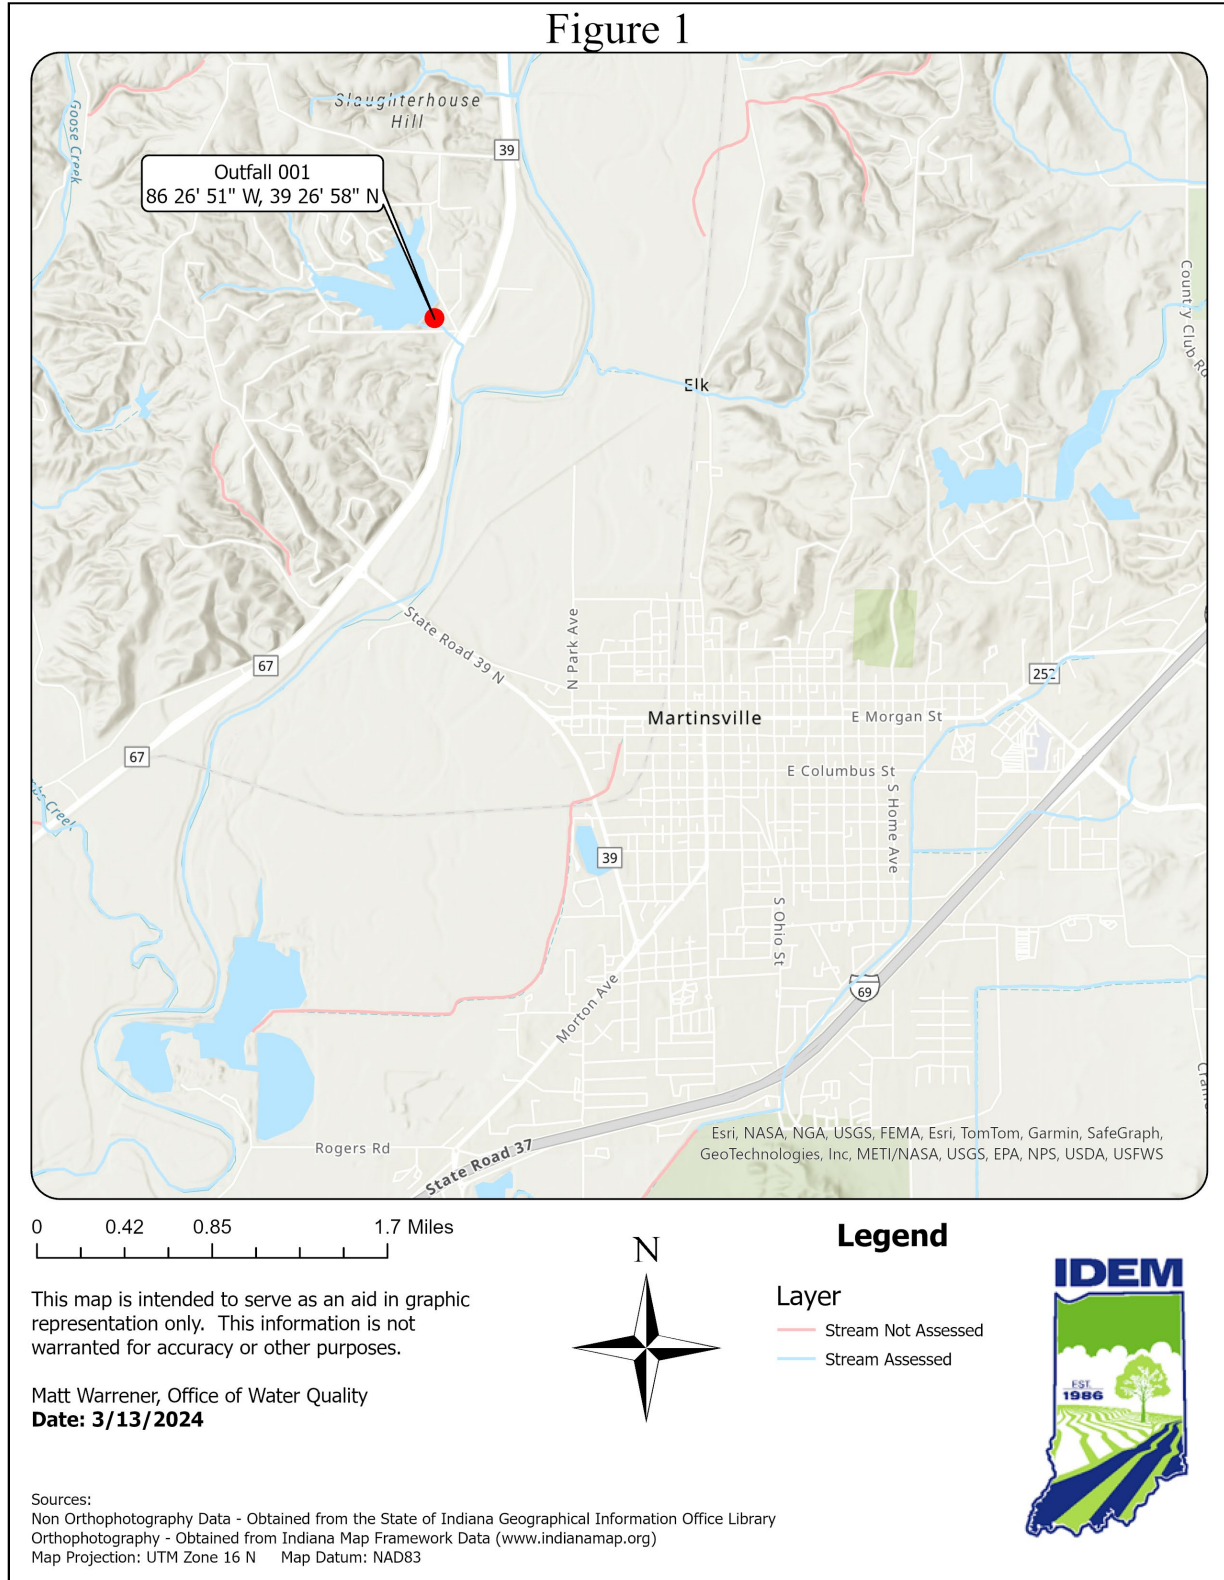 Figure 1
Slaughterhouse
Hill
Goose Creek
39
Outfall 001
86 26' 51" W, 39 26' 58" N
Country Club Rd
Elk
State Road 39 N
N Park Ave
67
252
Martinsville
E Morgan St
67
E Columbus St
S Home Ave
Creek
39
S Ohio St
69
Morton Ave
Rogers Rd
State Road 37
Esri, NASA, NGA, USGS, FEMA, Esri, TomTom, Garmin, SafeGraph,
GeoTechnologies, Inc, METI/NASA, USGS, EPA, NPS, USDA, USFWS
0 0.42 0.85 1.7 Miles
N
Legend
Layer
Stream Not Assessed
Stream Assessed
IDEM
EST.
1986
This map is intended to serve as an aid in graphic
representation only. This information is not
warranted for accuracy or other purposes.
Matt Warrener, Office of Water Quality
Date: 3/13/2024
Sources:
Non Orthophotography Data - Obtained from the State of Indiana Geographical Information Office Library
Orthophotography - Obtained from Indiana Map Framework Data (www.indianamap.org)
Map Projection: UTM Zone 16 N Map Datum: NAD83